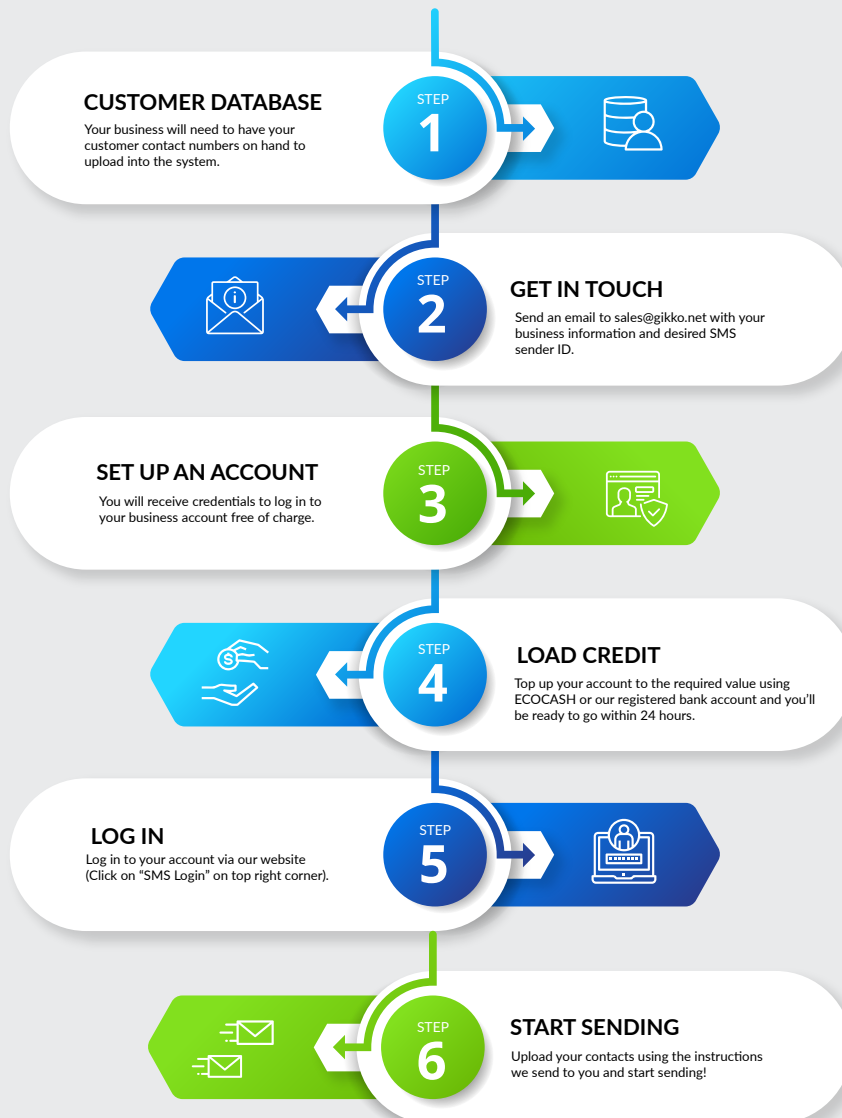 CUSTOMER DATABASE
Your business will need to have your
customer contact numbers on hand to
upload into the system.
STEP
1
STEP
2
GET IN TOUCH
Send an email to sales@gikko.net with your
business information and desired SMS
sender ID.
SET UP AN ACCOUNT
You will receive credentials to log in to
your business account free of charge.
STEP
3
STEP
4
LOAD CREDIT
Top up your account to the required value using
ECOCASH or our registered bank account and you'll
be ready to go within 24 hours.
LOG IN
Log in to your account via our website
(Click on “SMS Login” on top right corner).
STEP
5
STEP
6
START SENDING
Upload your contacts using the instructions
we send to you and start sending!